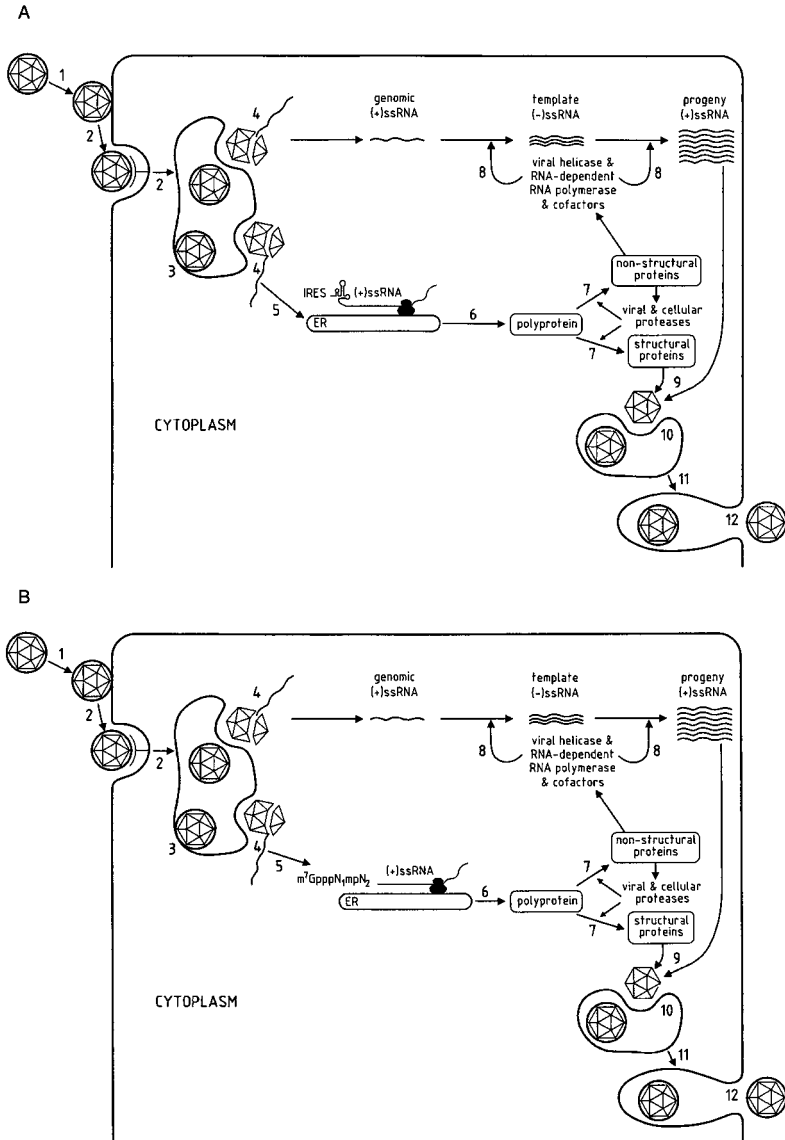 A
1
2
2
3
4
4
5
genomic
(+)ssRNA
template
(-)ssRNA
progeny
(+)ssRNA
8
viral helicase &
RNA-dependent
RNA polymerase
& cofactors
8
IRES (+)ssRNA
ER
6
polyprotein
7
7
non-structural
proteins
viral & cellular
proteases
structural
proteins
9
10
11
12
CYTOPLASM
B
1
2
2
3
4
4
5
genomic
(+)ssRNA
template
(-)ssRNA
progeny
(+)ssRNA
8
viral helicase &
RNA-dependent
RNA polymerase
& cofactors
8
m⁷GpppN₁mpN₂ (+)ssRNA
ER
6
polyprotein
7
7
non-structural
proteins
viral & cellular
proteases
structural
proteins
9
10
11
12
CYTOPLASM